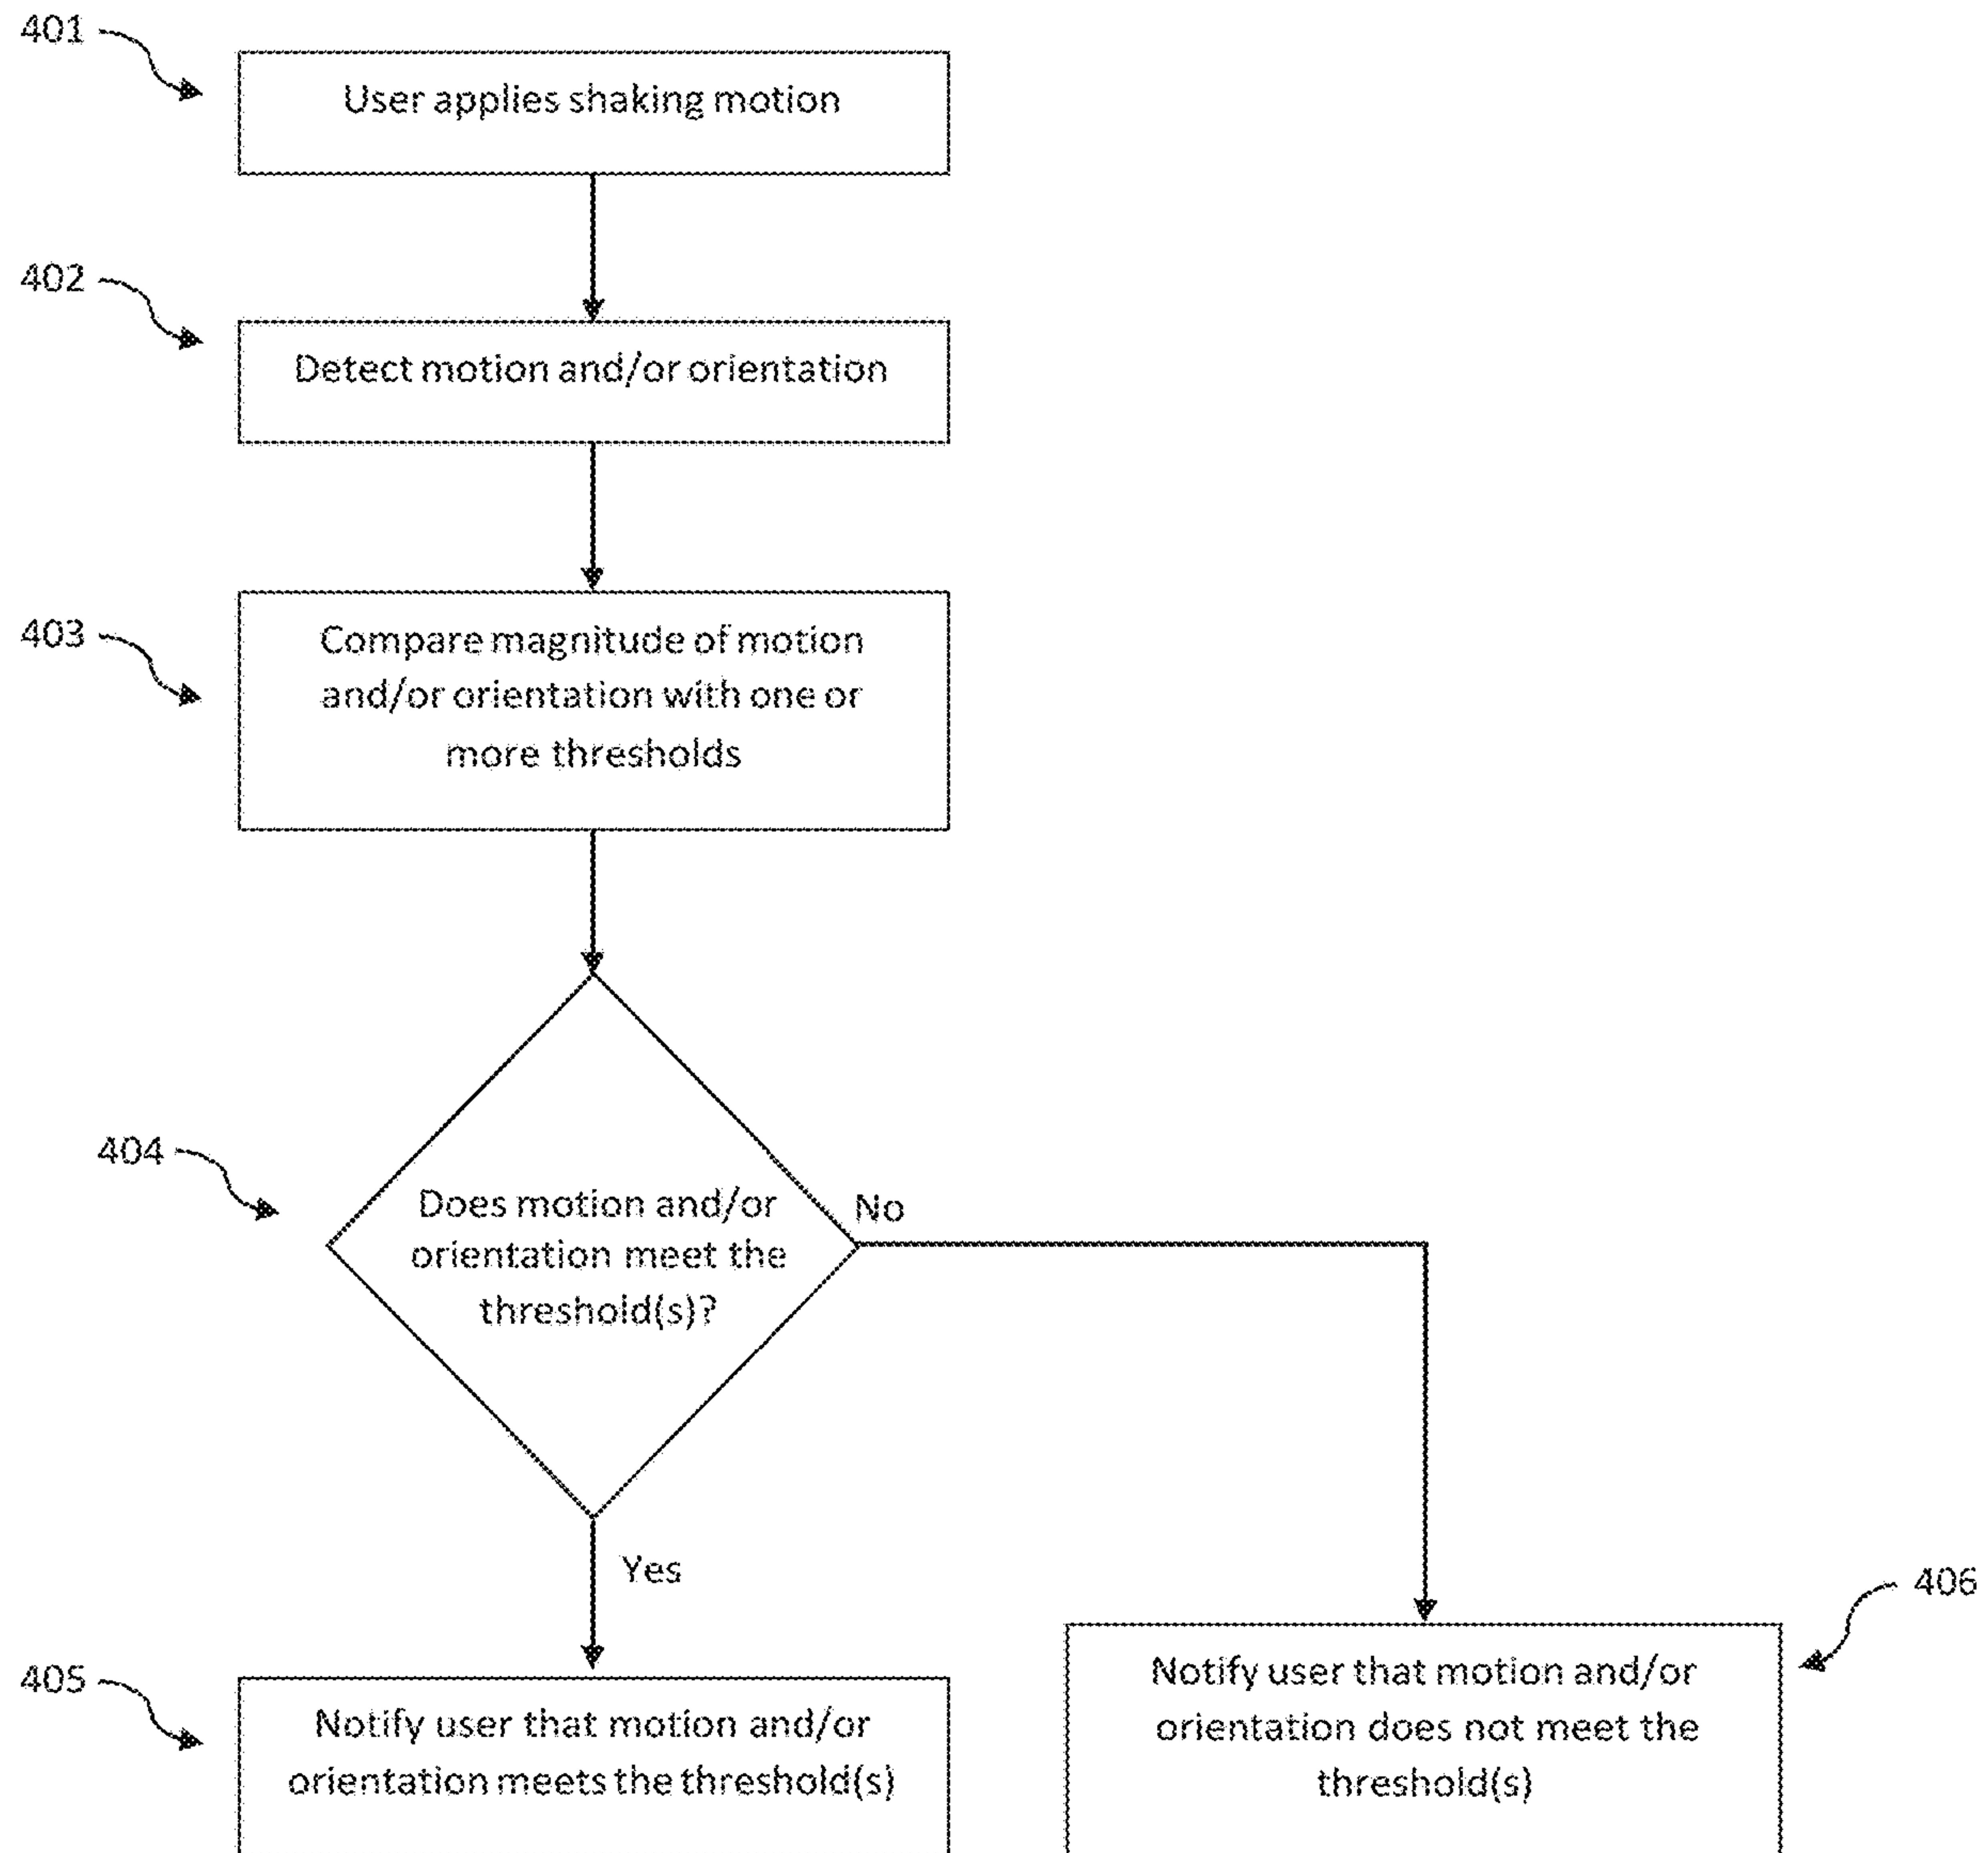 401
User applies shaking motion
402
Detect motion and/or orientation
403
Compare magnitude of motion
and/or orientation with one or
more thresholds
404
Does motion and/or
orientation meet the
threshold(s)?
No
Yes
405
Notify user that motion and/or
orientation meets the threshold(s)
406
Notify user that motion and/or
orientation does not meet the
threshold(s)